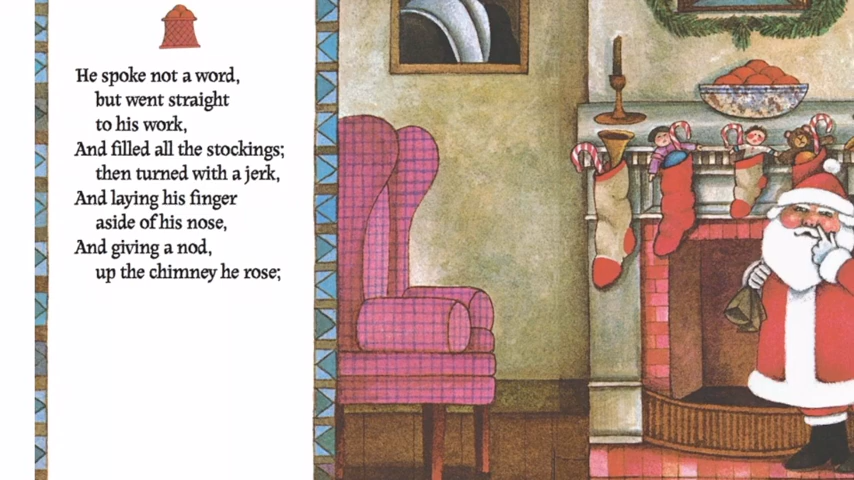 He spoke not a word,
but went straight
to his work,
And filled all the stockings;
then turned with a jerk,
And laying his finger
aside of his nose,
And giving a nod,
up the chimney he rose;